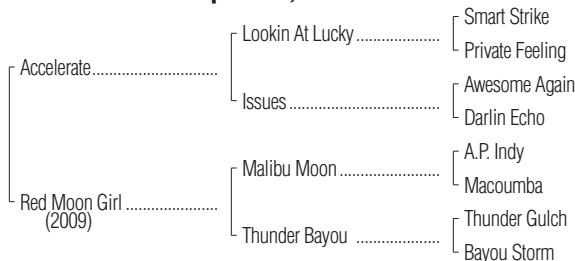 Smart Strike
Lookin At Lucky ....................
Private Feeling
Accelerate..............................
Awesome Again
Issues ...........................................
Darlin Echo
A.P. Indy
Malibu Moon ........................
Macoumba
Red Moon Girl ......................
(2009)
Thunder Gulch
Thunder Bayou ....................
Bayou Storm